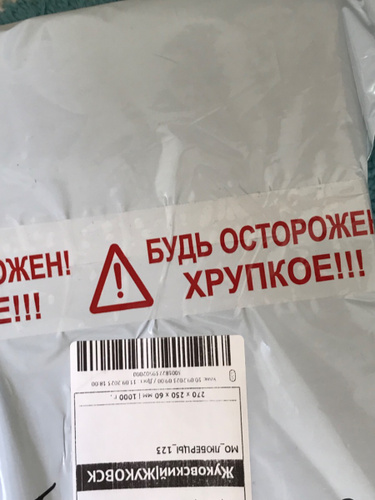 ОЖЕН!
Е!!!
БУДЬ ОСТОРОЖЕН
ХРУПКОЕ!!!
270 x 250 x 60 мм | 1000 г.
МО_ЛЮБЕРЦЫ_123
Жуковский|ЖУКОВСК